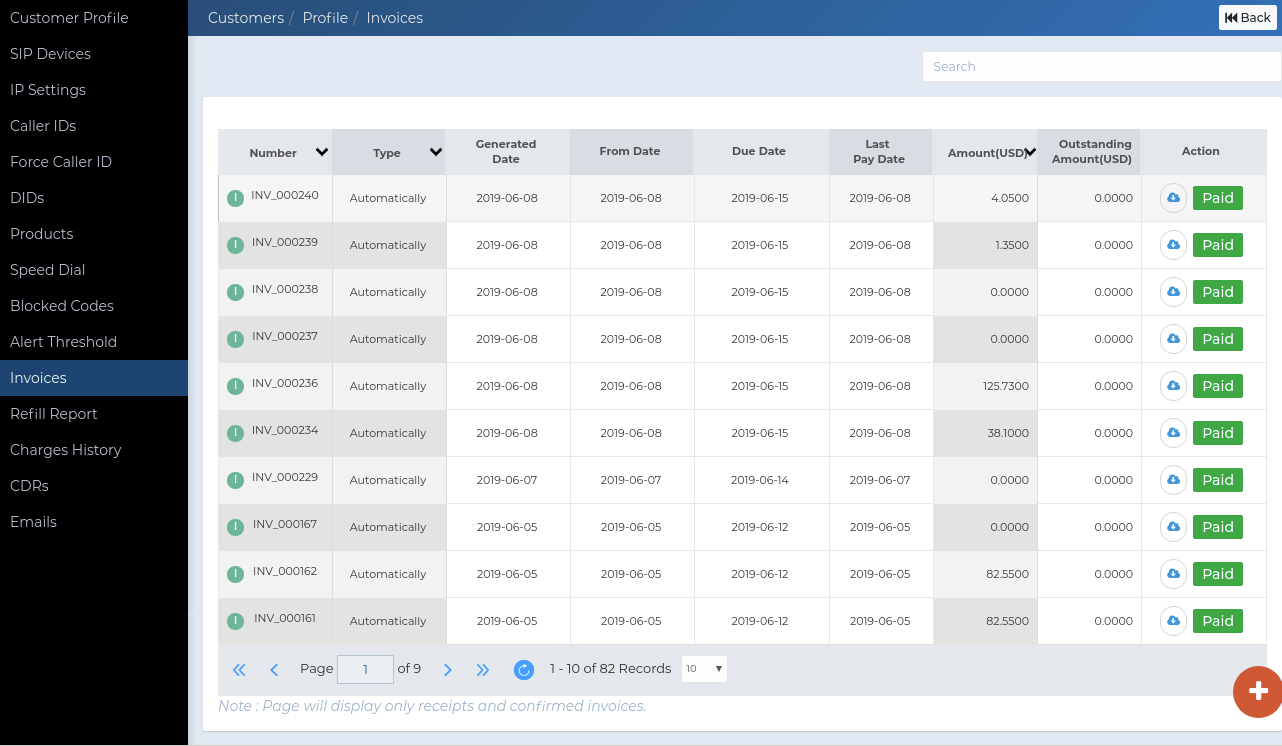 Customer Profile
SIP Devices
IP Settings
Caller IDs
Force Caller ID
DIDs
Products
Speed Dial
Blocked Codes
Alert Threshold
Invoices
Refill Report
Charges History
CDRs
Emails
Customers / Profile / Invoices
Back
Search
Number Type Generated Date From Date Due Date Last Pay Date Amount(USD) Outstanding Amount(USD) Action
I INV_000240 Automatically 2019-06-08 2019-06-08 2019-06-15 2019-06-08 4.0500 0.0000 Paid
I INV_000239 Automatically 2019-06-08 2019-06-08 2019-06-15 2019-06-08 1.3500 0.0000 Paid
I INV_000238 Automatically 2019-06-08 2019-06-08 2019-06-15 2019-06-08 0.0000 0.0000 Paid
I INV_000237 Automatically 2019-06-08 2019-06-08 2019-06-15 2019-06-08 0.0000 0.0000 Paid
I INV_000236 Automatically 2019-06-08 2019-06-08 2019-06-15 2019-06-08 125.7300 0.0000 Paid
I INV_000234 Automatically 2019-06-08 2019-06-08 2019-06-15 2019-06-08 38.1000 0.0000 Paid
I INV_000229 Automatically 2019-06-07 2019-06-07 2019-06-14 2019-06-07 0.0000 0.0000 Paid
I INV_000167 Automatically 2019-06-05 2019-06-05 2019-06-12 2019-06-05 0.0000 0.0000 Paid
I INV_000162 Automatically 2019-06-05 2019-06-05 2019-06-12 2019-06-05 82.5500 0.0000 Paid
I INV_000161 Automatically 2019-06-05 2019-06-05 2019-06-12 2019-06-05 82.5500 0.0000 Paid
Page 1 of 9 1 - 10 of 82 Records 10
Note : Page will display only receipts and confirmed invoices.